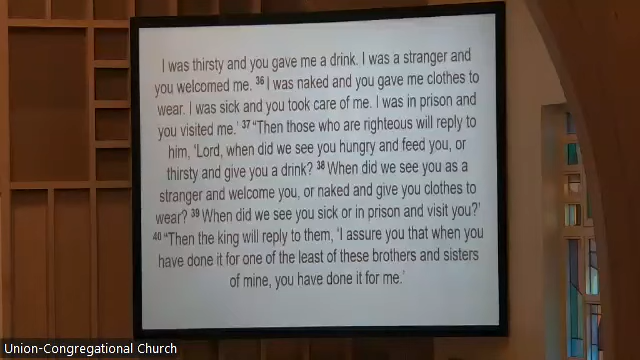 I was thirsty and you gave me a drink. I was a stranger and
you welcomed me. 36 I was naked and you gave me clothes to
wear. I was sick and you took care of me. I was in prison and
you visited me.' 37 "Then those who are righteous will reply to
him, 'Lord, when did we see you hungry and feed you, or
thirsty and give you a drink? 38 When did we see you as a
stranger and welcome you, or naked and give you clothes to
wear? 39 When did we see you sick or in prison and visit you?'
40 "Then the king will reply to them, 'I assure you that when you
have done it for one of the least of these brothers and sisters
of mine, you have done it for me.'
Union-Congregational Church